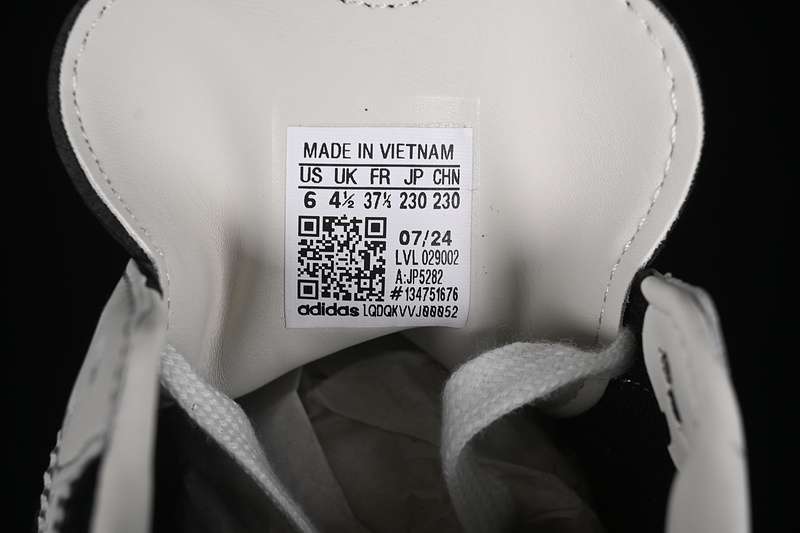 MADE IN VIETNAM
US UK FR JP CHN
6 4½ 37⅓ 230 230
07/24
LVL 029002
A:JP5282
#134751676
adidas 1QDQKVVJ00052